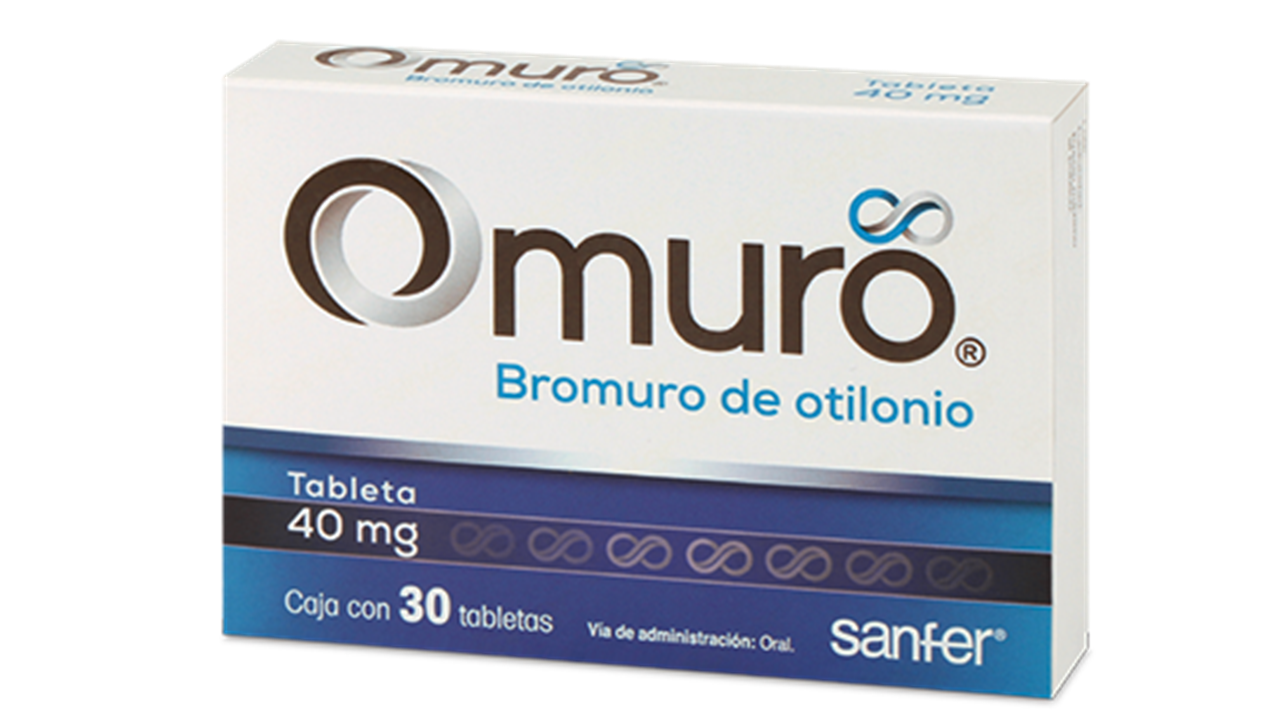 Omuro®
Bromuro de otilonio
Tableta
40 mg
Omuro®
Bromuro de otilonio
Tableta
40 mg
Caja con 30 tabletas
Vía de administración: Oral.
sanfer®